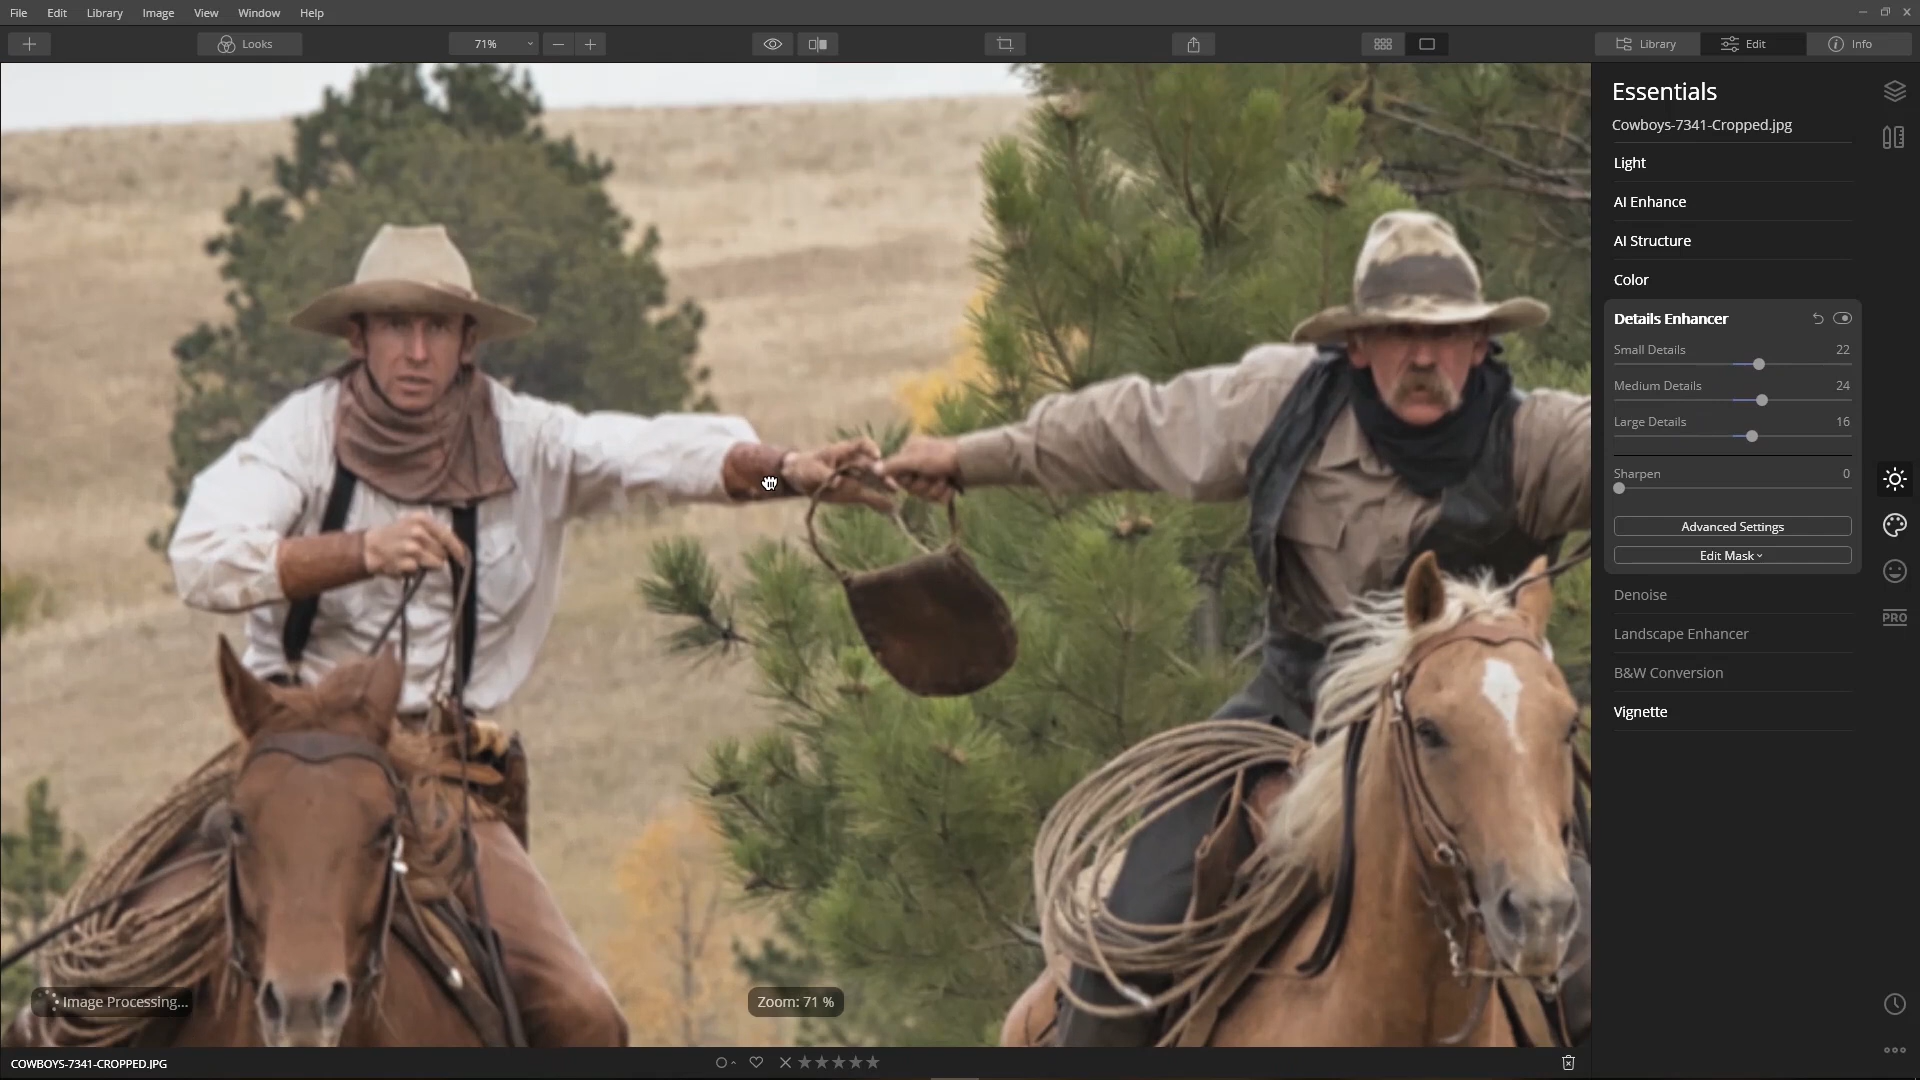 File Edit Library Image View Window Help
Looks 71% Library Edit Info
Essentials
Cowboys-7341-Cropped.jpg
Light
AI Enhance
AI Structure
Color
Details Enhancer
Small Details 22
Medium Details 24
Large Details 16
Sharpen 0
Advanced Settings
Edit Mask
Denoise
Landscape Enhancer
B&W Conversion
Vignette
PRO
Image Processing...
Zoom: 71 %
COWBOYS-7341-CROPPED.JPG